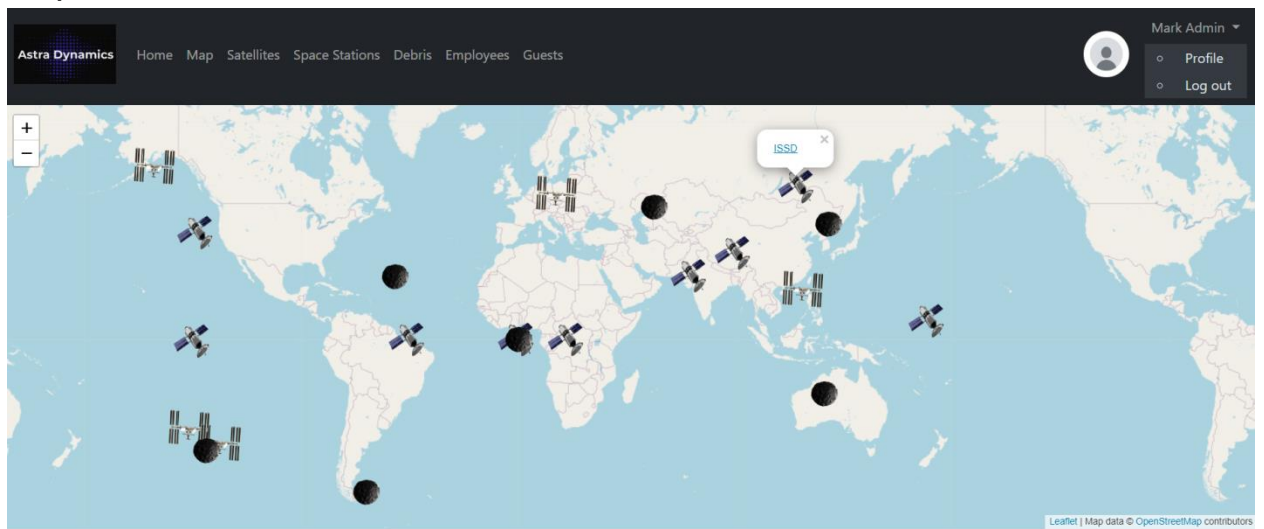 Astra Dynamics
Home Map Satellites Space Stations Debris Employees Guests
Mark Admin
Profile
Log out
+
−
ISSD ×
Leaflet | Map data © OpenStreetMap contributors